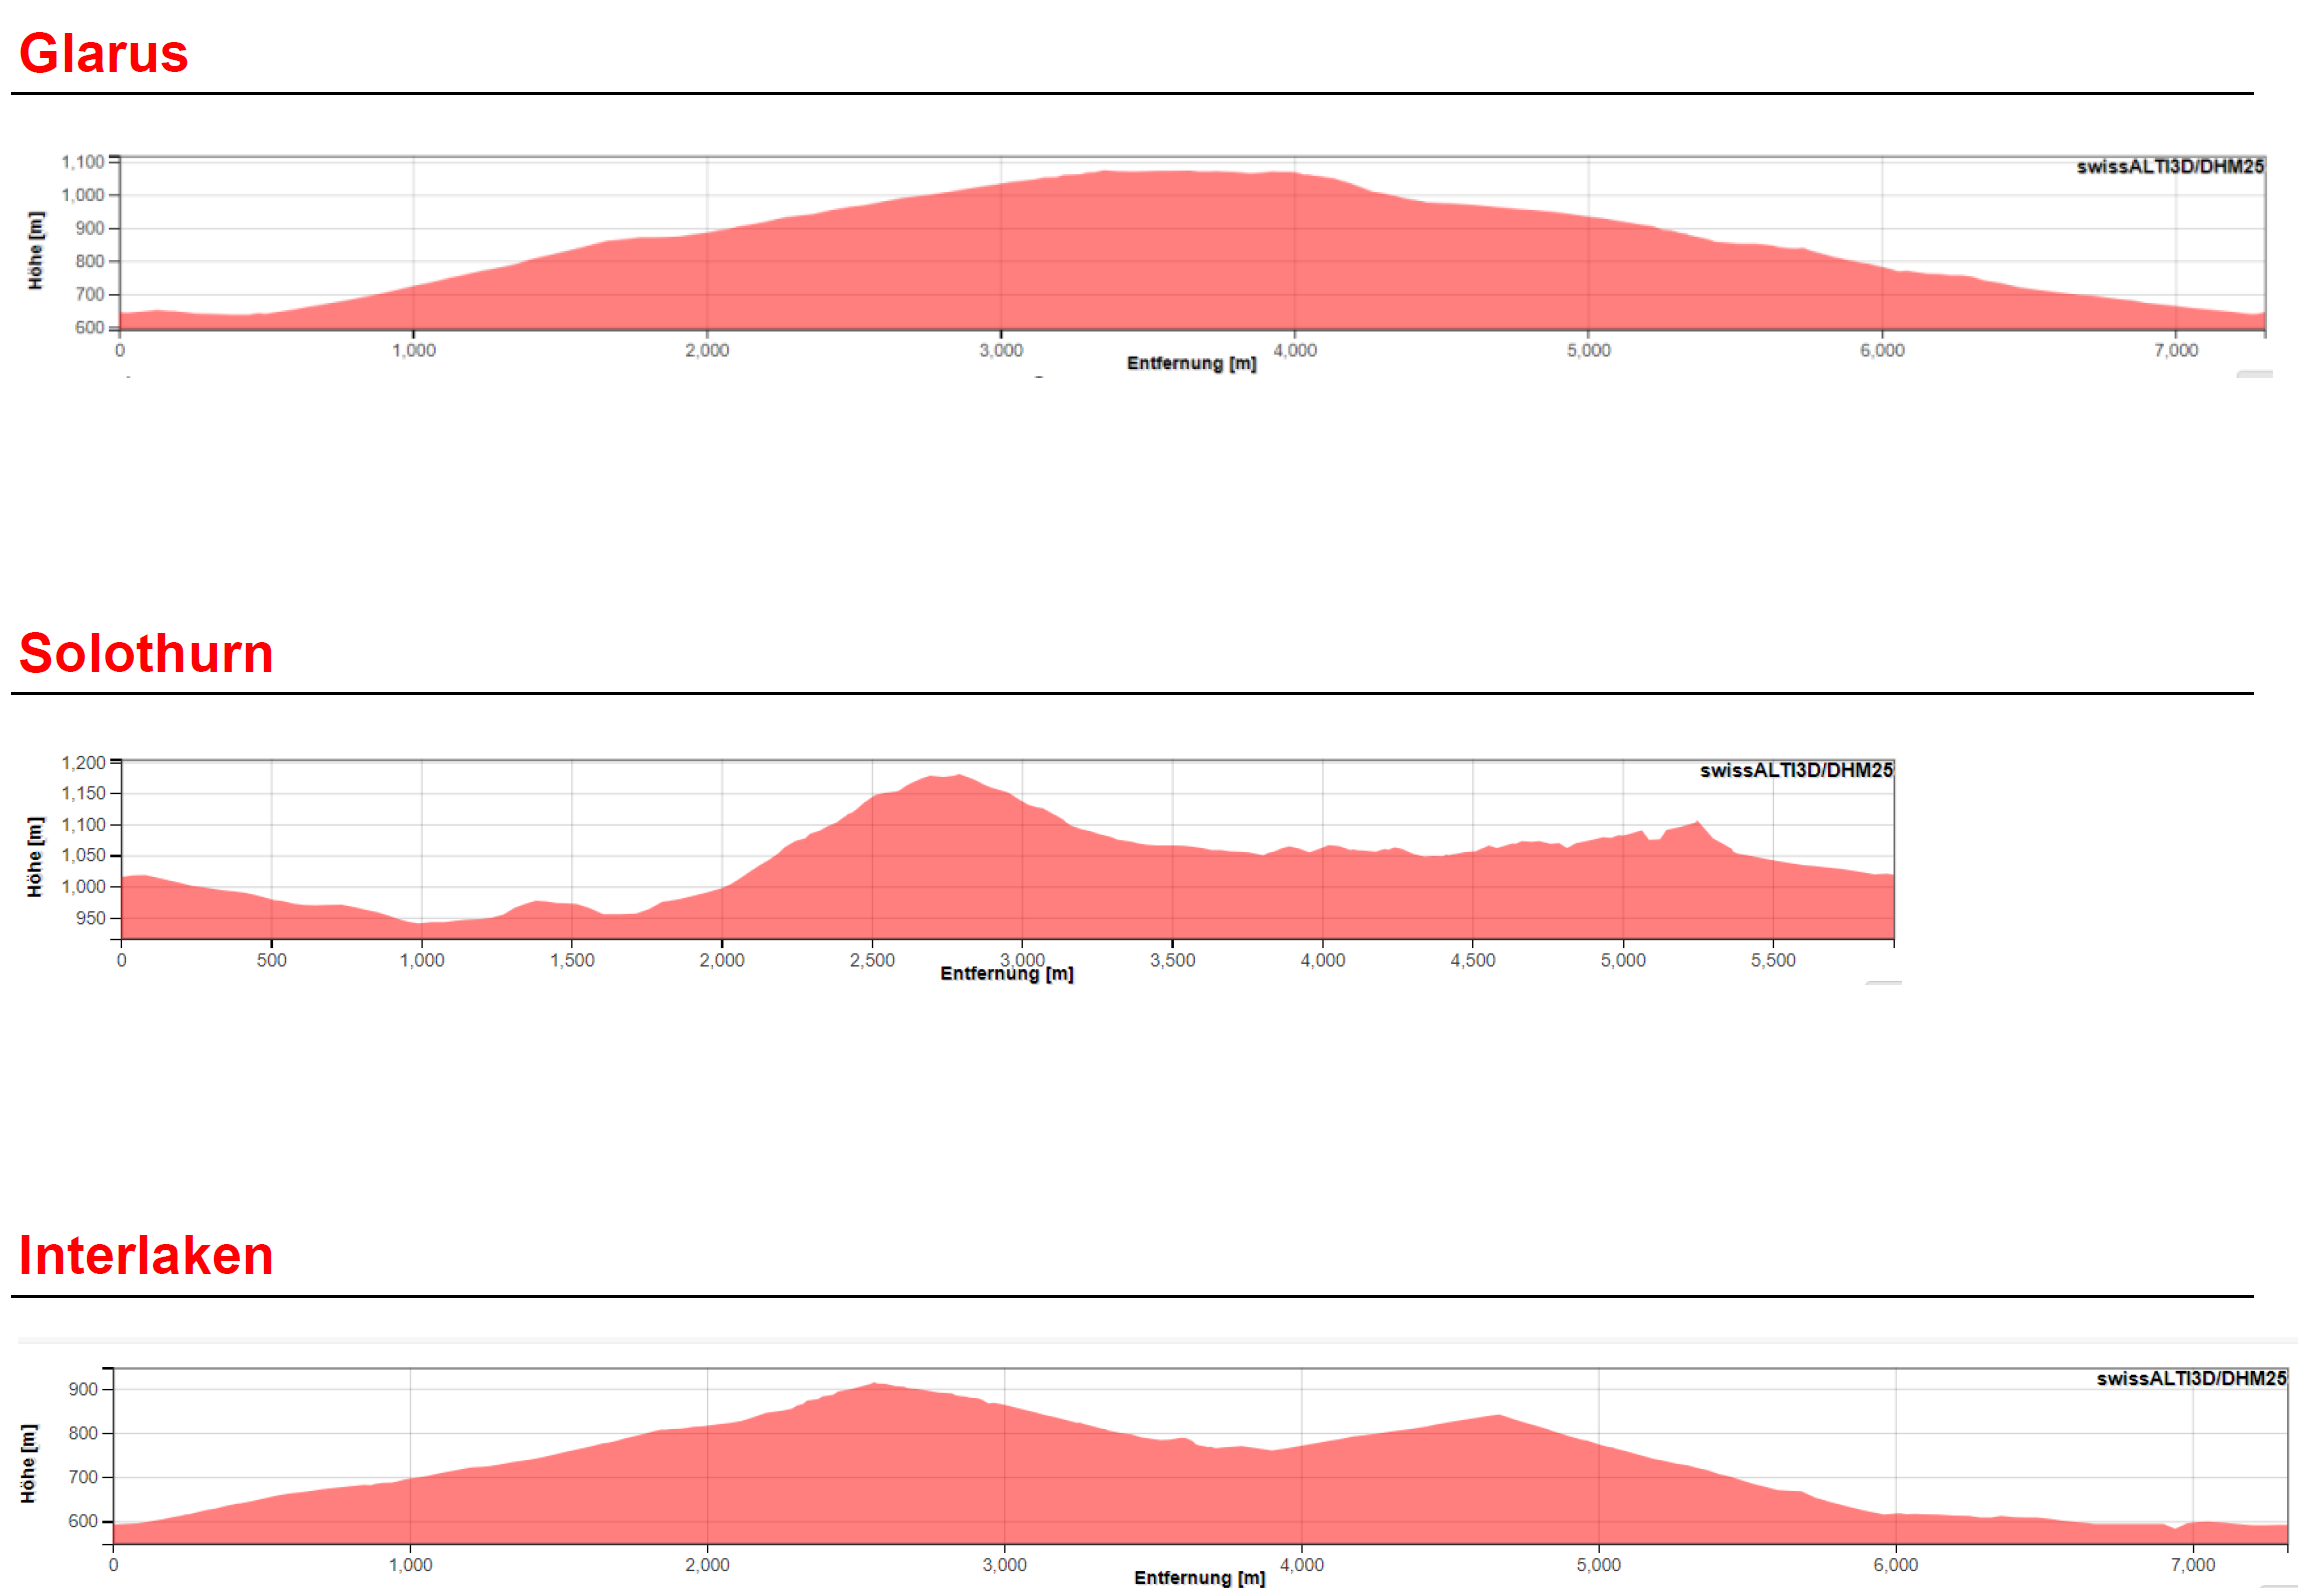 Glarus
swissALTI3D/DHM25
Höhe [m]
1,100
1,000
900
800
700
600
0 1,000 2,000 3,000 4,000 5,000 6,000 7,000
Entfernung [m]
Solothurn
swissALTI3D/DHM25
Höhe [m]
1,200
1,150
1,100
1,050
1,000
950
0 500 1,000 1,500 2,000 2,500 3,000 3,500 4,000 4,500 5,000 5,500
Entfernung [m]
Interlaken
swissALTI3D/DHM25
Höhe [m]
900
800
700
600
0 1,000 2,000 3,000 4,000 5,000 6,000 7,000
Entfernung [m]